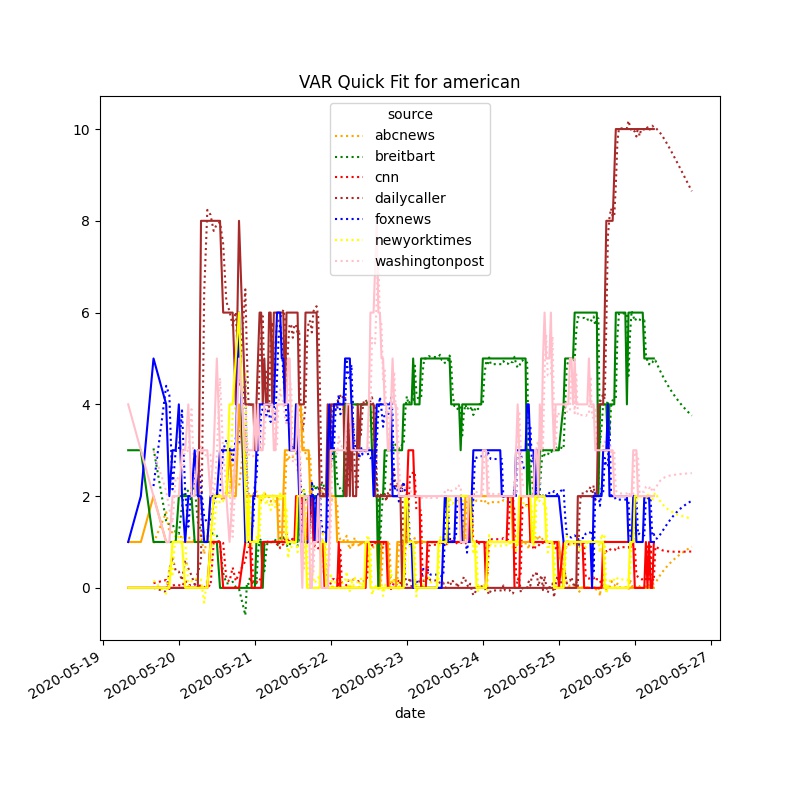 VAR Quick Fit for american
source
abcnews
breitbart
cnn
dailycaller
foxnews
newyorktimes
washingtonpost
10
8
6
4
2
0
2020-05-19
2020-05-20
2020-05-21
2020-05-22
2020-05-23
2020-05-24
2020-05-25
2020-05-26
2020-05-27
date